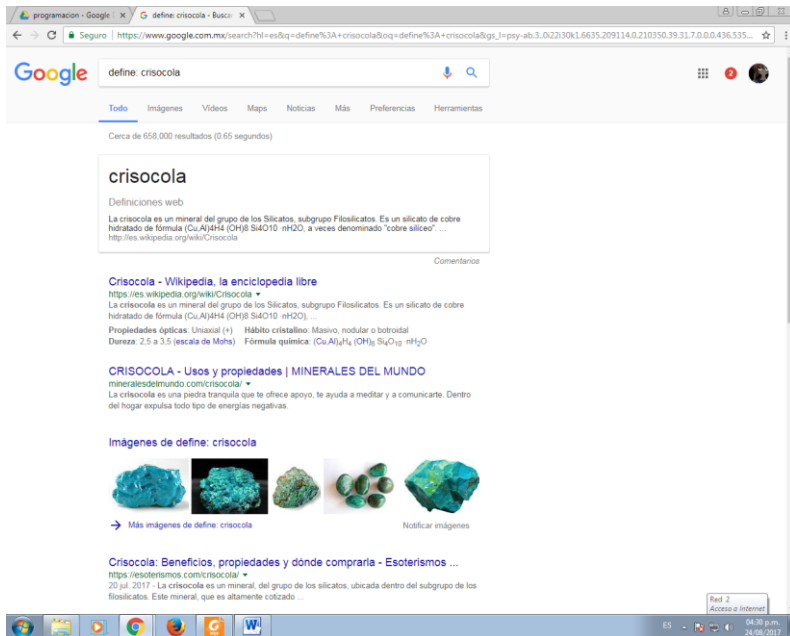 programacion - Google
define: crisocola - Buscar
Seguro | https://www.google.com.mx/search?hl=es&q=define%3A+crisocola&oq=define%3A+crisocola&gs_l=psy-ab.3..0i22i30k1.6635.209114.0.210350.39.31.7.0.0.0.436.535...
Google
define: crisocola
2
Todo Imágenes Vídeos Maps Noticias Más Preferencias Herramientas
Cerca de 658,000 resultados (0.65 segundos)
crisocola
Definiciones web
La crisocola es un mineral del grupo de los Silicatos, subgrupo Filosilicatos. Es un silicato de cobre
hidratado de fórmula (Cu,Al)4H4 (OH)8 Si4O10 ·nH2O, a veces denominado "cobre silíceo". ...
http://es.wikipedia.org/wiki/Crisocola
Comentarios
Crisocola - Wikipedia, la enciclopedia libre
https://es.wikipedia.org/wiki/Crisocola
La crisocola es un mineral del grupo de los Silicatos, subgrupo Filosilicatos. Es un silicato de cobre
hidratado de fórmula (Cu,Al)4H4 (OH)8 Si4O10 ·nH2O), ...
Propiedades ópticas: Uniaxial (+) Hábito cristalino: Masivo, nodular o botroidal
Dureza: 2,5 a 3,5 (escala de Mohs) Fórmula química: (Cu,Al)₄H₄ (OH)₈ Si₄O₁₀ ·nH₂O
CRISOCOLA - Usos y propiedades | MINERALES DEL MUNDO
mineralesdelmundo.com/crisocola/
La crisocola es una piedra tranquila que te ofrece apoyo, te ayuda a meditar y a comunicarte. Dentro
del hogar expulsa todo tipo de energías negativas.
Imágenes de define: crisocola
Más imágenes de define: crisocola
Notificar imágenes
Crisocola: Beneficios, propiedades y dónde comprarla - Esoterismos ...
https://esoterismos.com/crisocola/
20 jul. 2017 - La crisocola es un mineral, del grupo de los silicatos, ubicada dentro del subgrupo de los
filosilicatos. Este mineral, que es altamente cotizado ...
Red 2
Acceso a Internet
ES
04:30 p.m.
24/08/2017